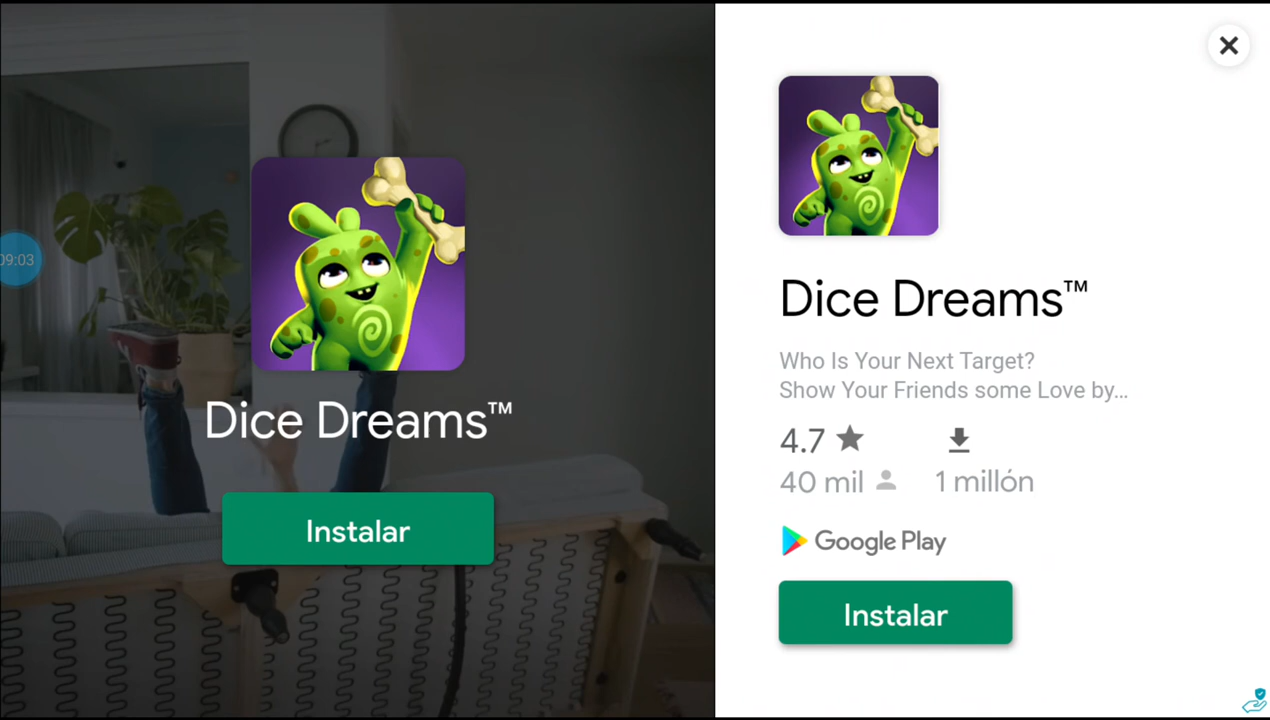 09:03
Dice Dreams™
Instalar
Dice Dreams™
Who Is Your Next Target?
Show Your Friends some Love by...
4.7
40 mil
1 millón
Google Play
Instalar